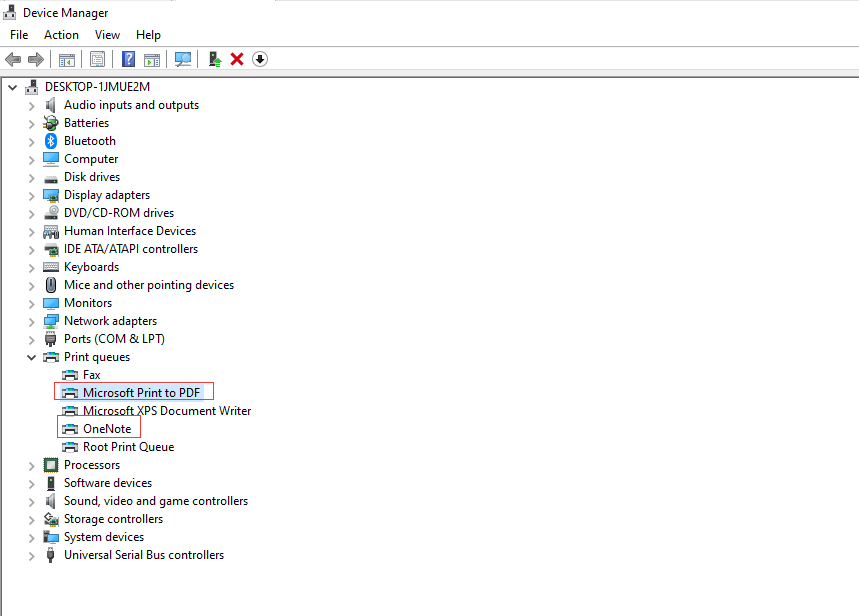 Device Manager
File Action View Help
DESKTOP-1JMUE2M
Audio inputs and outputs
Batteries
Bluetooth
Computer
Disk drives
Display adapters
DVD/CD-ROM drives
Human Interface Devices
IDE ATA/ATAPI controllers
Keyboards
Mice and other pointing devices
Monitors
Network adapters
Ports (COM & LPT)
Print queues
Fax
Microsoft Print to PDF
Microsoft XPS Document Writer
OneNote
Root Print Queue
Processors
Software devices
Sound, video and game controllers
Storage controllers
System devices
Universal Serial Bus controllers